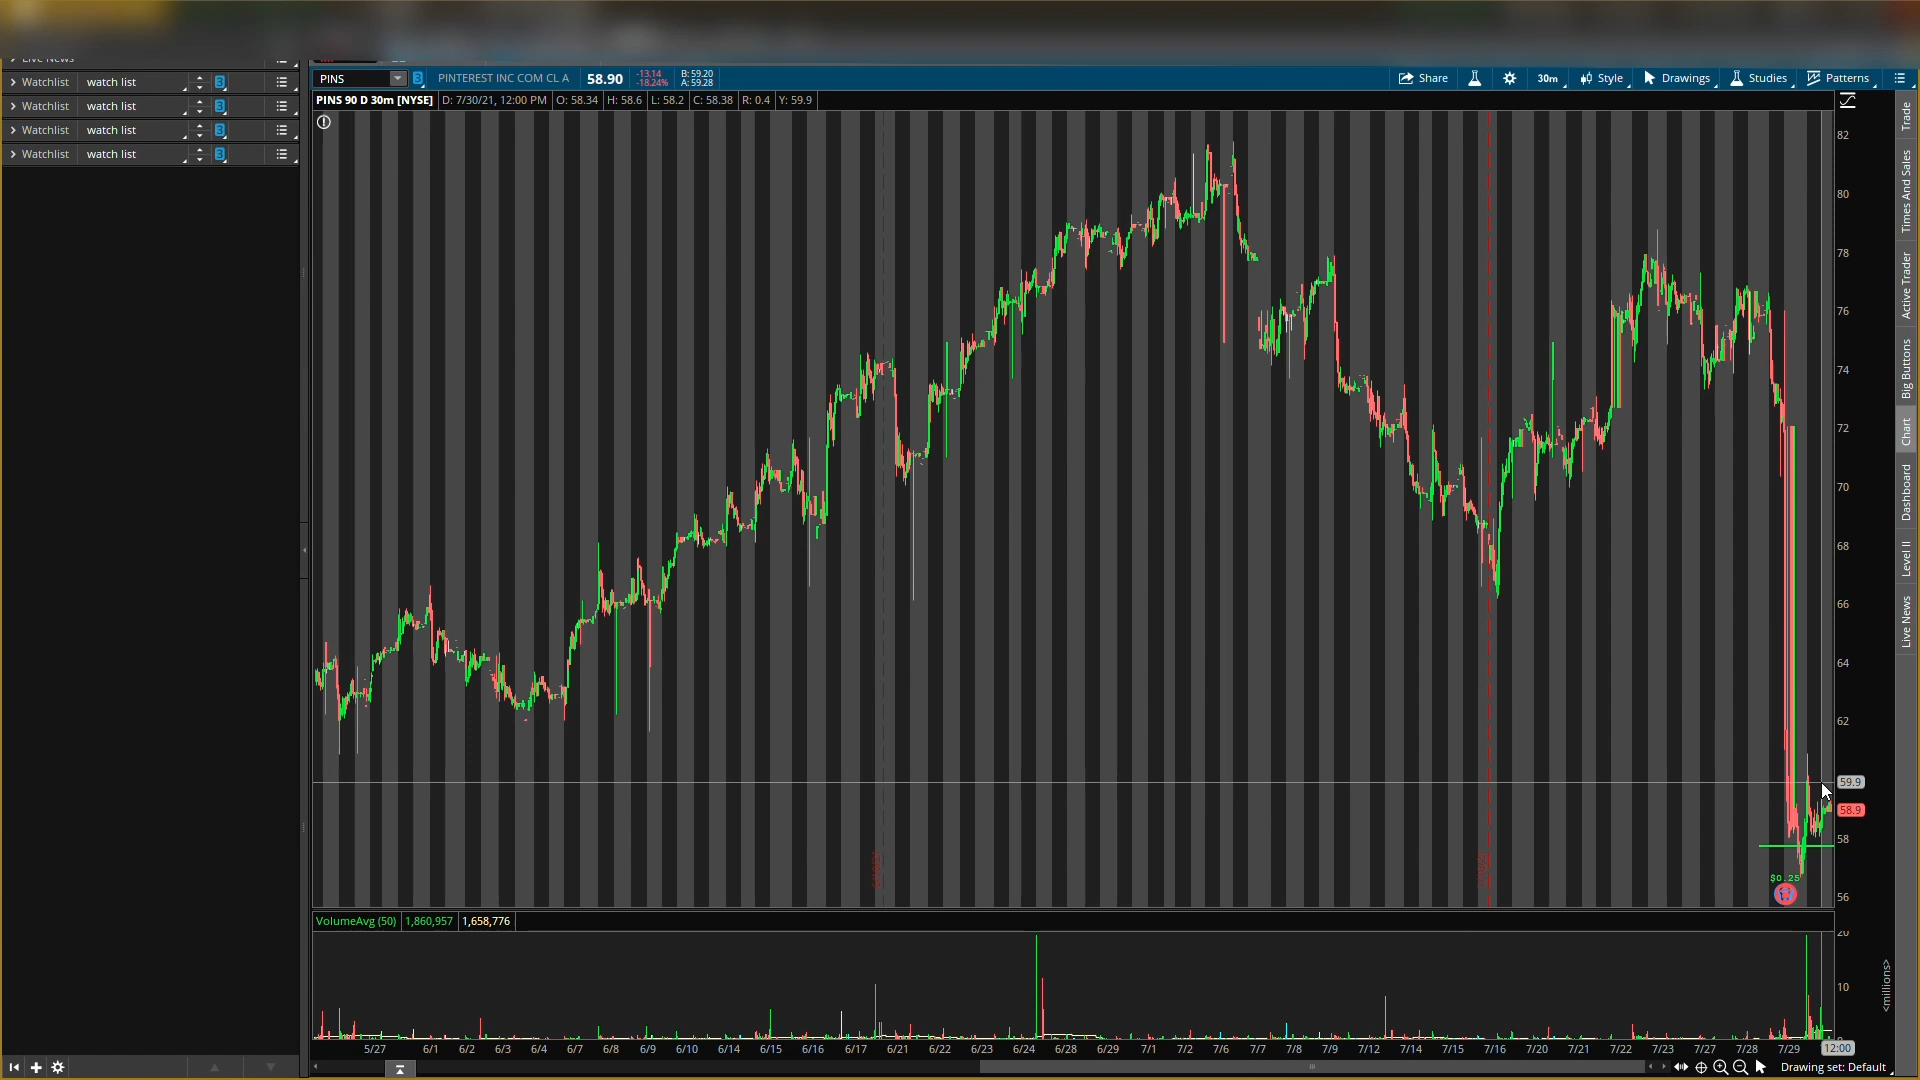 Live News
Watchlist watch list 3
Watchlist watch list 3
Watchlist watch list 3
Watchlist watch list 3
PINS 3 PINTEREST INC COM CL A 58.90 -13.14 -18.24% B: 59.20 A: 59.28 Share 30m Style Drawings Studies Patterns
PINS 90 D 30m [NYSE] D: 7/30/21, 12:00 PM O: 58.34 H: 58.6 L: 58.2 C: 58.38 R: 0.4 Y: 59.9
82
80
78
76
74
72
70
68
66
64
62
59.9
58.9
58
56
$0.25
VolumeAvg (50) 1,860,957 1,658,776
20
10
<millions>
5/27 6/1 6/2 6/3 6/4 6/7 6/8 6/9 6/10 6/14 6/15 6/16 6/17 6/21 6/22 6/23 6/24 6/28 6/29 7/1 7/2 7/6 7/7 7/8 7/9 7/12 7/14 7/15 7/16 7/20 7/21 7/22 7/23 7/27 7/28 7/29 12:00
Drawing set: Default
Trade
Times And Sales
Active Trader
Big Buttons
Chart
Dashboard
Level II
Live News